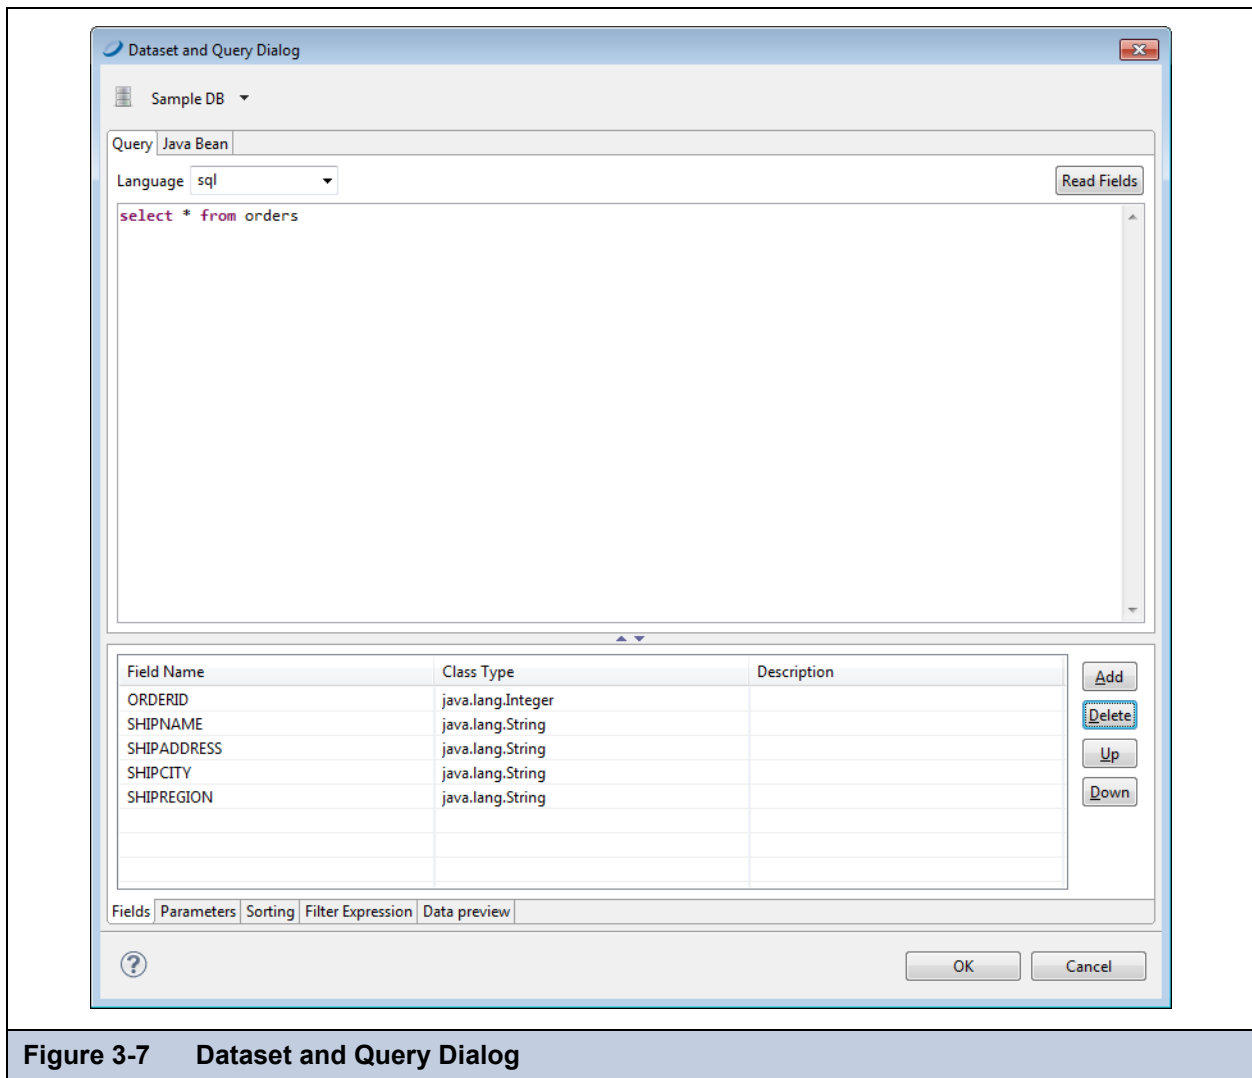 Dataset and Query Dialog
Sample DB
Query Java Bean
Language sql Read Fields
select * from orders
Field Name Class Type Description
ORDERID java.lang.Integer
SHIPNAME java.lang.String
SHIPADDRESS java.lang.String
SHIPCITY java.lang.String
SHIPREGION java.lang.String
Add
Delete
Up
Down
Fields Parameters Sorting Filter Expression Data preview
? OK Cancel
Figure 3-7 Dataset and Query Dialog